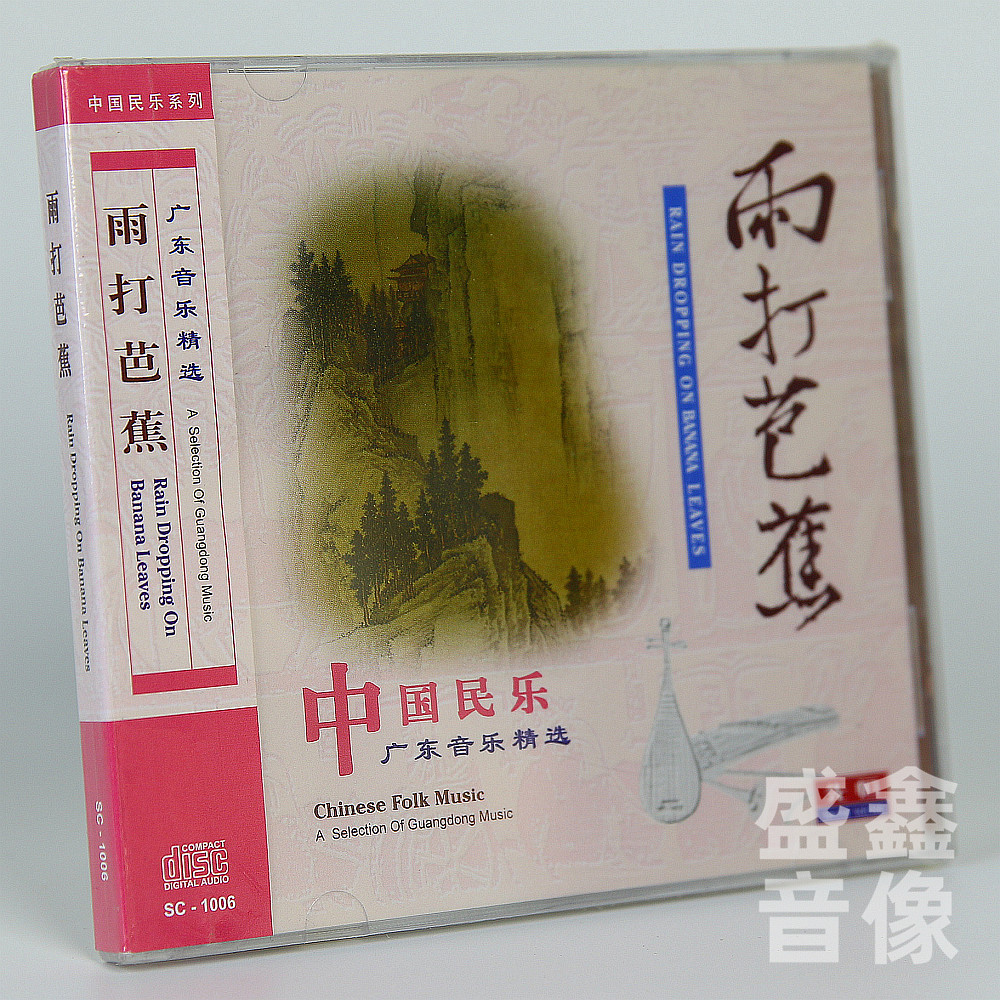 中国民乐系列
雨打芭蕉
广东音乐精选
A Selection Of Guangdong Music
Rain Dropping On
Banana Leaves
COMPACT
disc
DIGITAL AUDIO
SC - 1006
雨打芭蕉
Rain Dropping On Banana Leaves
SC - 1006
雨打芭蕉
RAIN DROPPING ON BANANA LEAVES
中国民乐
广东音乐精选
Chinese Folk Music
A Selection Of Guangdong Music
盛鑫
音像